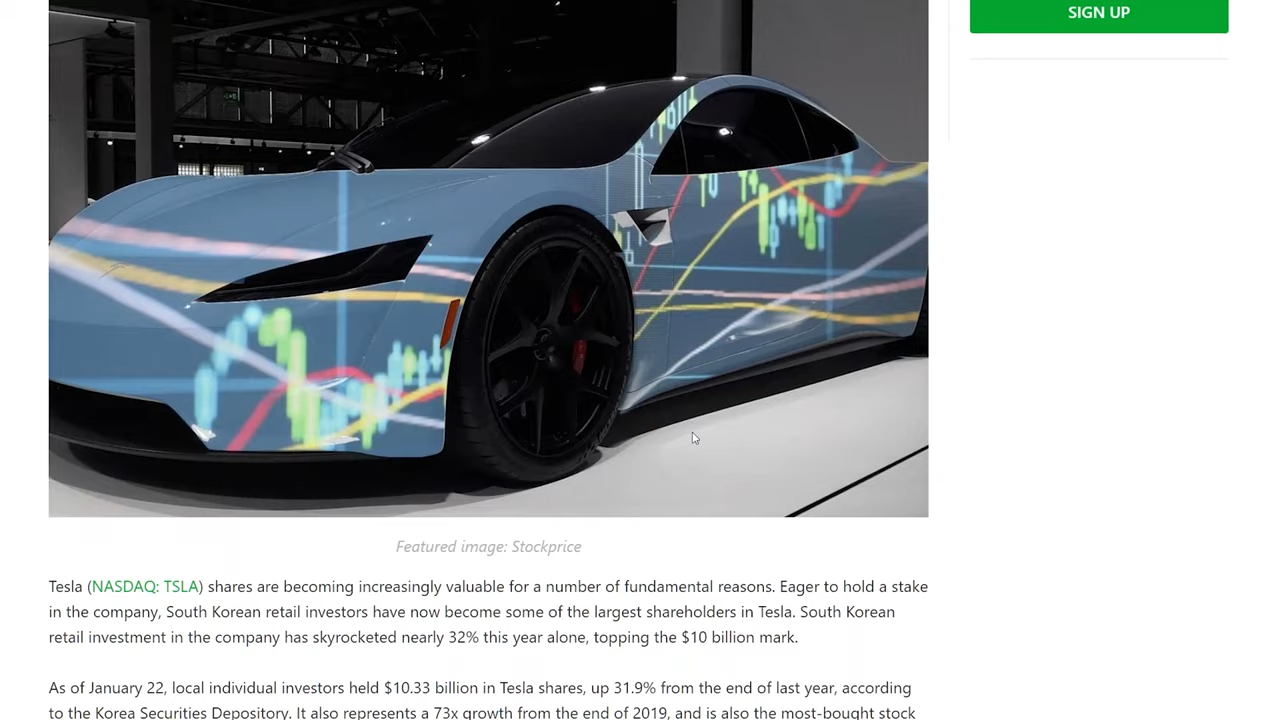 SIGN UP
Featured image: Stockprice
Tesla (NASDAQ: TSLA) shares are becoming increasingly valuable for a number of fundamental reasons. Eager to hold a stake
in the company, South Korean retail investors have now become some of the largest shareholders in Tesla. South Korean
retail investment in the company has skyrocketed nearly 32% this year alone, topping the $10 billion mark.
As of January 22, local individual investors held $10.33 billion in Tesla shares, up 31.9% from the end of last year, according
to the Korea Securities Depository. It also represents a 73x growth from the end of 2019, and is also the most-bought stock